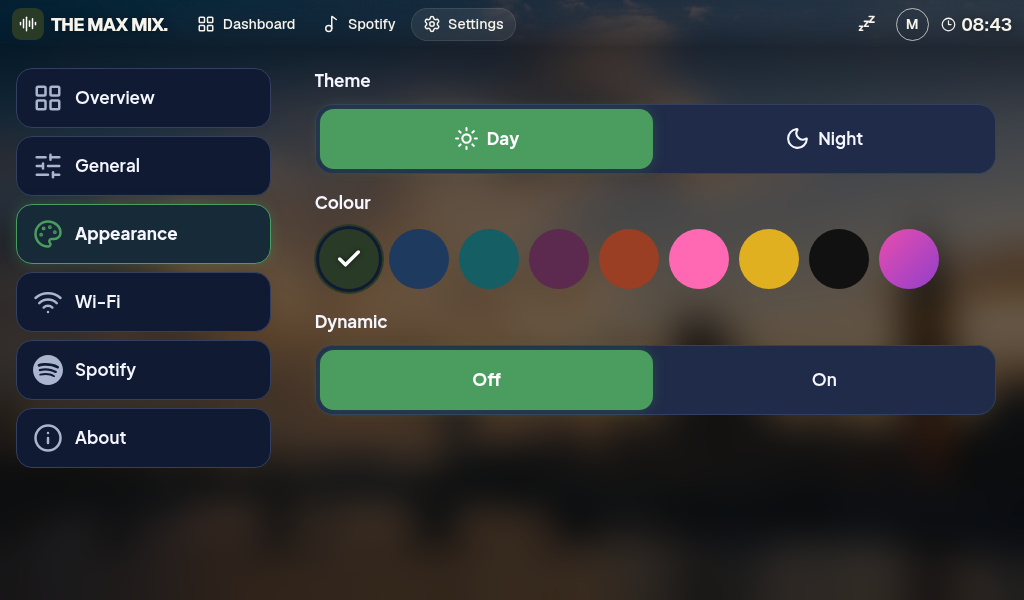 THE MAX MIX.
Dashboard
Spotify
Settings
zzz
M
08:43
Overview
General
Appearance
Wi-Fi
Spotify
About
Theme
Day
Night
Colour
Dynamic
Off
On